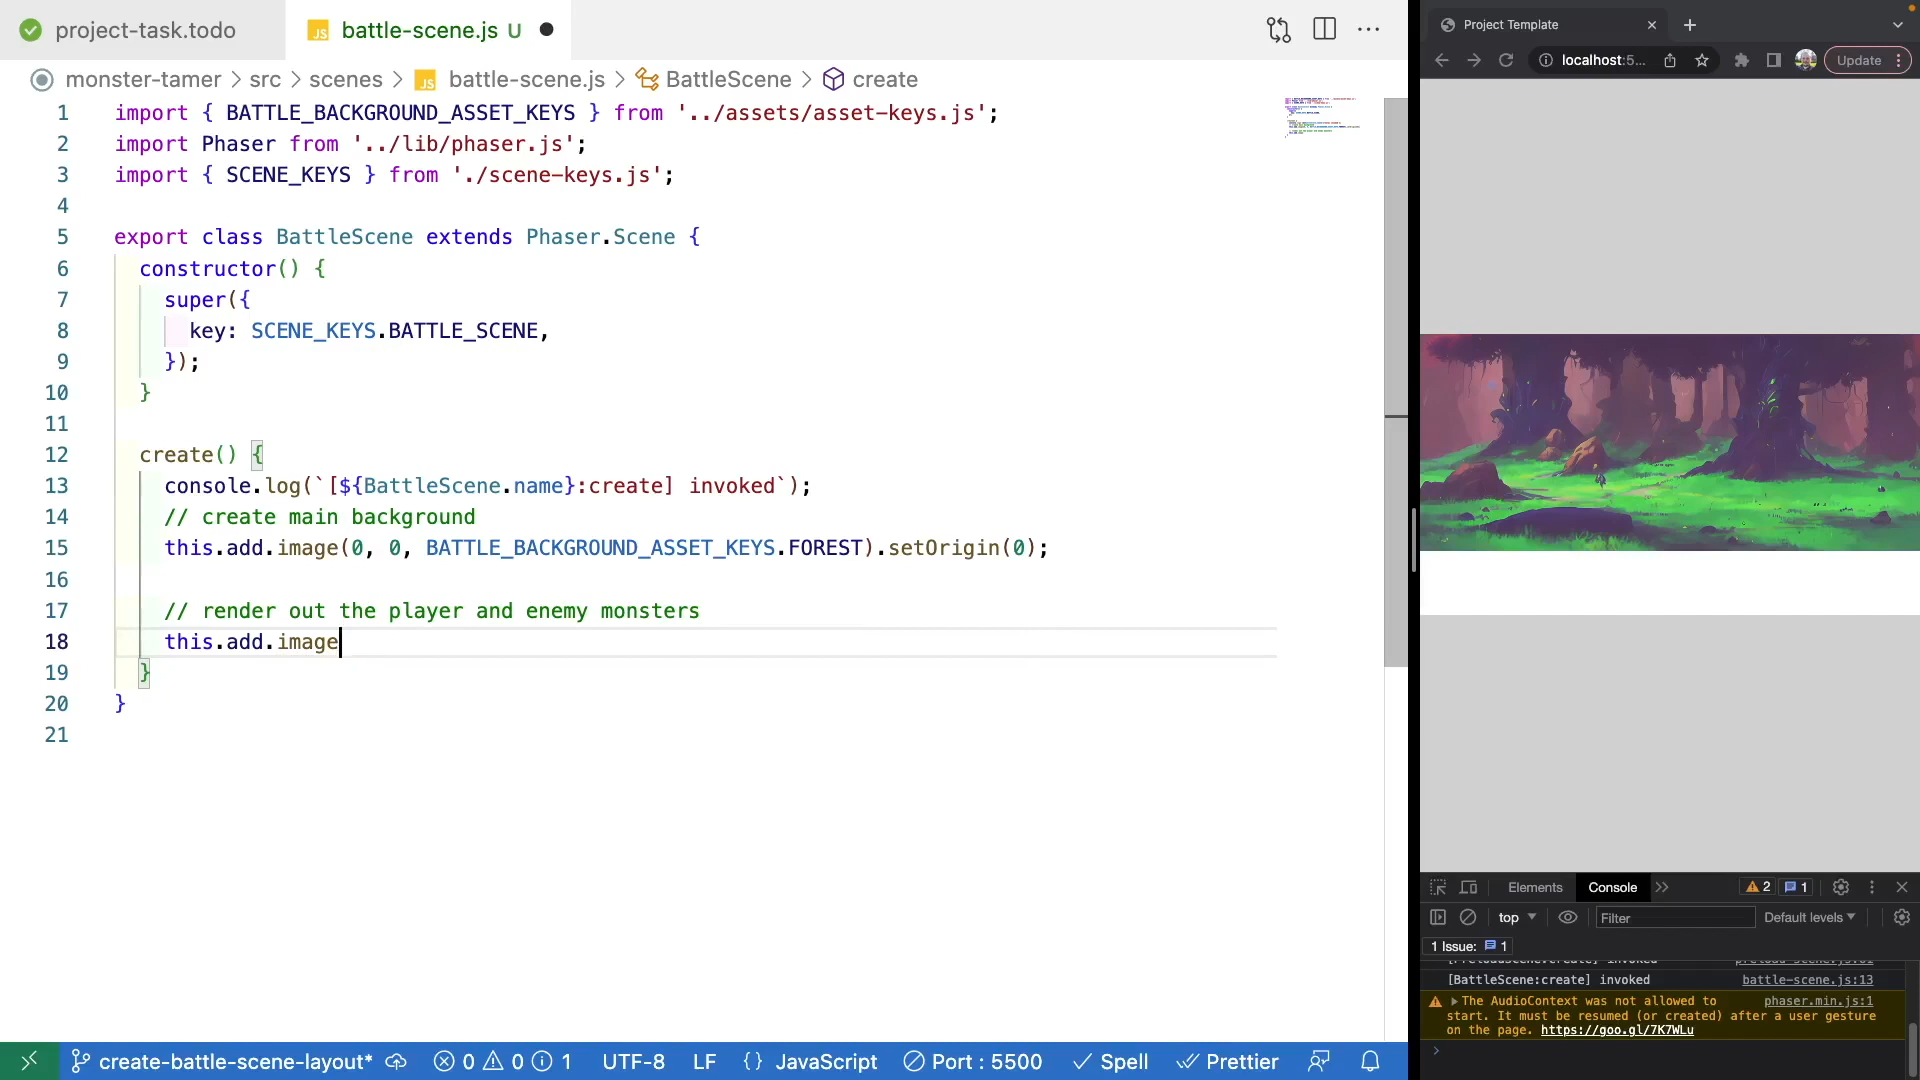 project-task.todo
battle-scene.js U
monster-tamer > src > scenes > battle-scene.js > BattleScene > create
1 import { BATTLE_BACKGROUND_ASSET_KEYS } from '../assets/asset-keys.js';
2 import Phaser from '../lib/phaser.js';
3 import { SCENE_KEYS } from './scene-keys.js';
4
5 export class BattleScene extends Phaser.Scene {
6 constructor() {
7 super({
8 key: SCENE_KEYS.BATTLE_SCENE,
9 });
10 }
11
12 create() {
13 console.log(`[${BattleScene.name}:create] invoked`);
14 // create main background
15 this.add.image(0, 0, BATTLE_BACKGROUND_ASSET_KEYS.FOREST).setOrigin(0);
16
17 // render out the player and enemy monsters
18 this.add.image
19 }
20 }
21
create-battle-scene-layout* 0 0 1 UTF-8 LF {} JavaScript Port : 5500 Spell Prettier
Project Template
localhost:5... Update
Elements Console 2 1
top Filter Default levels
1 Issue: 1
[BattleScene:create] invoked battle-scene.js:13
The AudioContext was not allowed to phaser.min.js:1
start. It must be resumed (or created) after a user gesture
on the page. https://goo.gl/7K7WLu